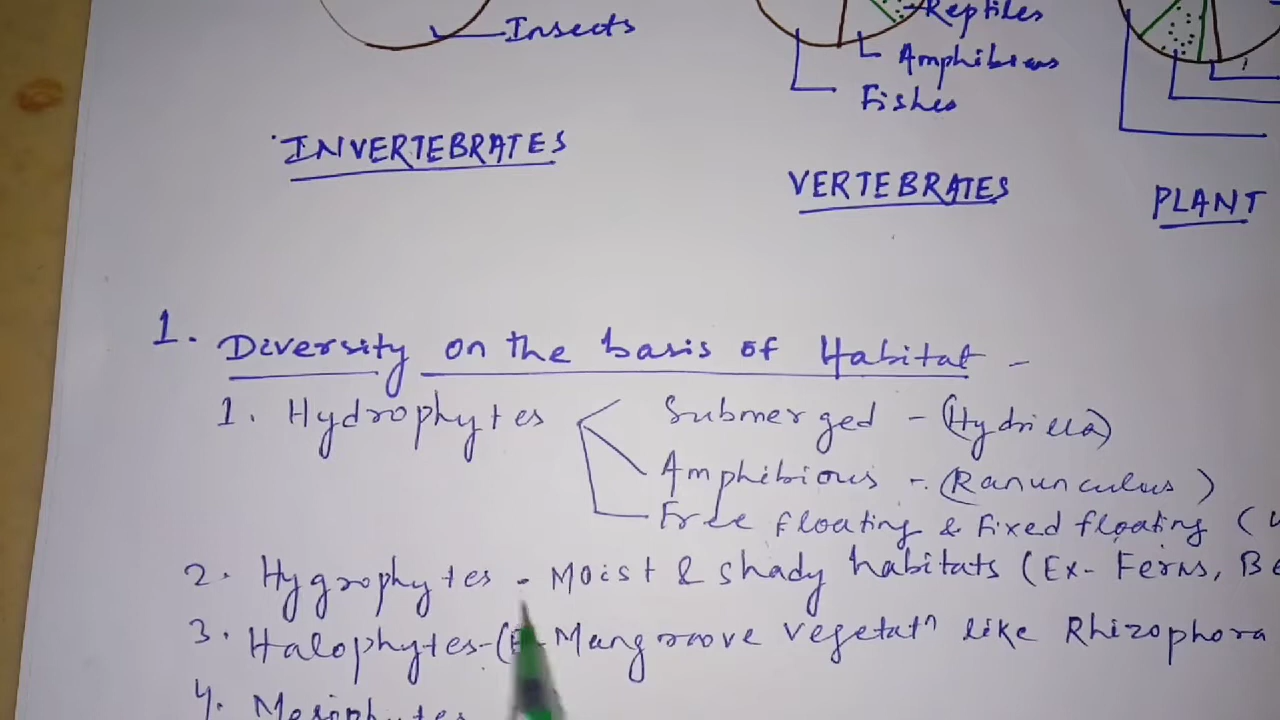 Insects
Reptiles
Amphibians
Fishes
INVERTEBRATES
VERTEBRATES
PLANT
1. Diversity on the basis of Habitat -
1. Hydrophytes
Submerged - (Hydrilla)
Amphibious - (Ranunculus)
Free floating & Fixed floating (
2. Hygrophytes - Moist & shady habitats (Ex- Ferns,
3. Halophytes - ( Mangroove vegetatn like Rhizophora
4.